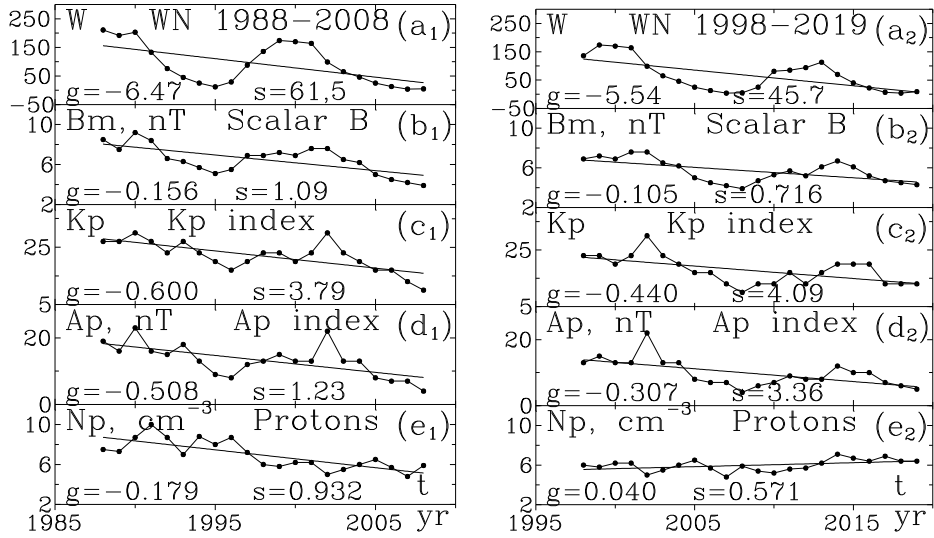 W WN 1988−2008 (a1)
250
150
50
−50
g=−6.47 s=61,5
Bm, nT Scalar B (b1)
10
6
2
g=−0.156 s=1.09
Kp Kp index (c1)
25
5
g=−0.600 s=3.79
Ap, nT Ap index (d1)
20
0
g=−0.508 s=1.23
Np, cm−3 Protons (e1)
10
6
2
g=−0.179 s=0.932 t
1985 1995 2005 yr
W WN 1998−2019 (a2)
250
150
50
−50
g=−5.54 s=45.7
Bm, nT Scalar B (b2)
10
6
2
g=−0.105 s=0.716
Kp Kp index (c2)
25
5
g=−0.440 s=4.09
Ap, nT Ap index (d2)
20
0
g=−0.307 s=3.36
Np, cm−3 Protons (e2)
10
6
2
g=0.040 s=0.571 t
1995 2005 2015 yr